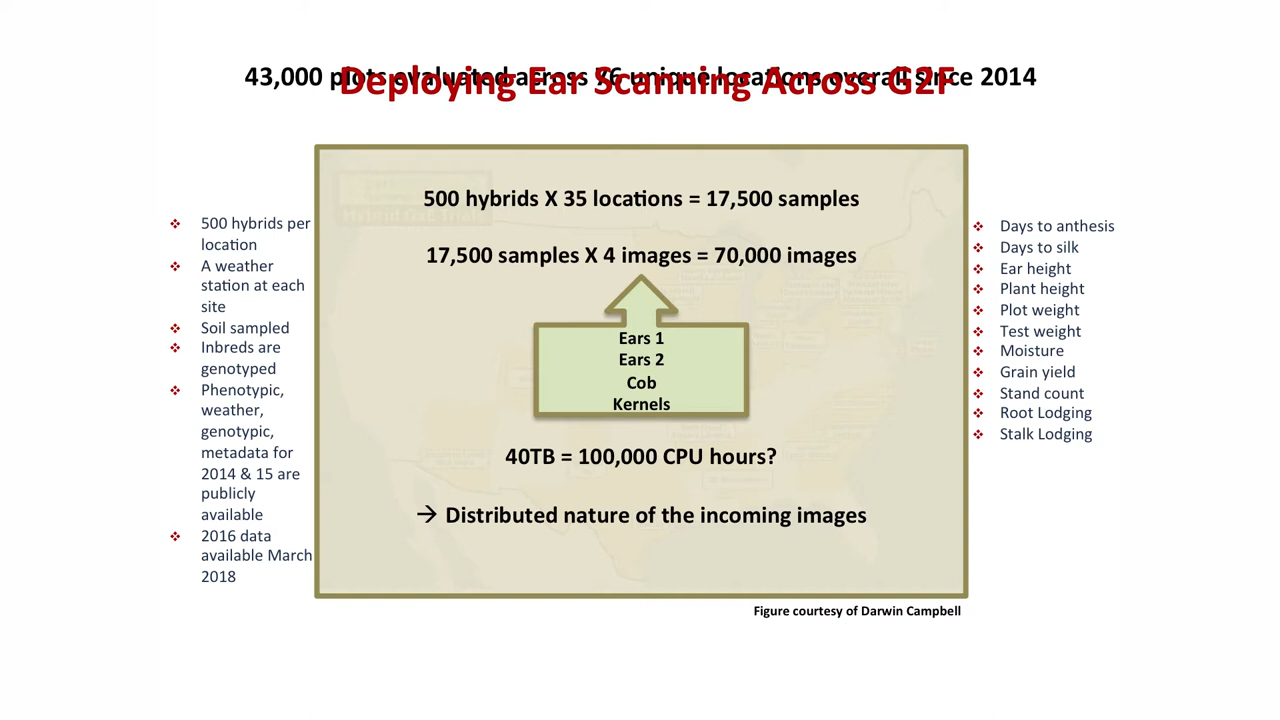 43,000 plots evaluated across 76 unique locations overall since 2014
Deploying Ear Scanning Across G2F
❖ 500 hybrids per
location
❖ A weather
station at each
site
❖ Soil sampled
❖ Inbreds are
genotyped
❖ Phenotypic,
weather,
genotypic,
metadata for
2014 & 15 are
publicly
available
❖ 2016 data
available March
2018
500 hybrids X 35 locations = 17,500 samples
17,500 samples X 4 images = 70,000 images
Ears 1
Ears 2
Cob
Kernels
40TB = 100,000 CPU hours?
→ Distributed nature of the incoming images
❖ Days to anthesis
❖ Days to silk
❖ Ear height
❖ Plant height
❖ Plot weight
❖ Test weight
❖ Moisture
❖ Grain yield
❖ Stand count
❖ Root Lodging
❖ Stalk Lodging
Figure courtesy of Darwin Campbell